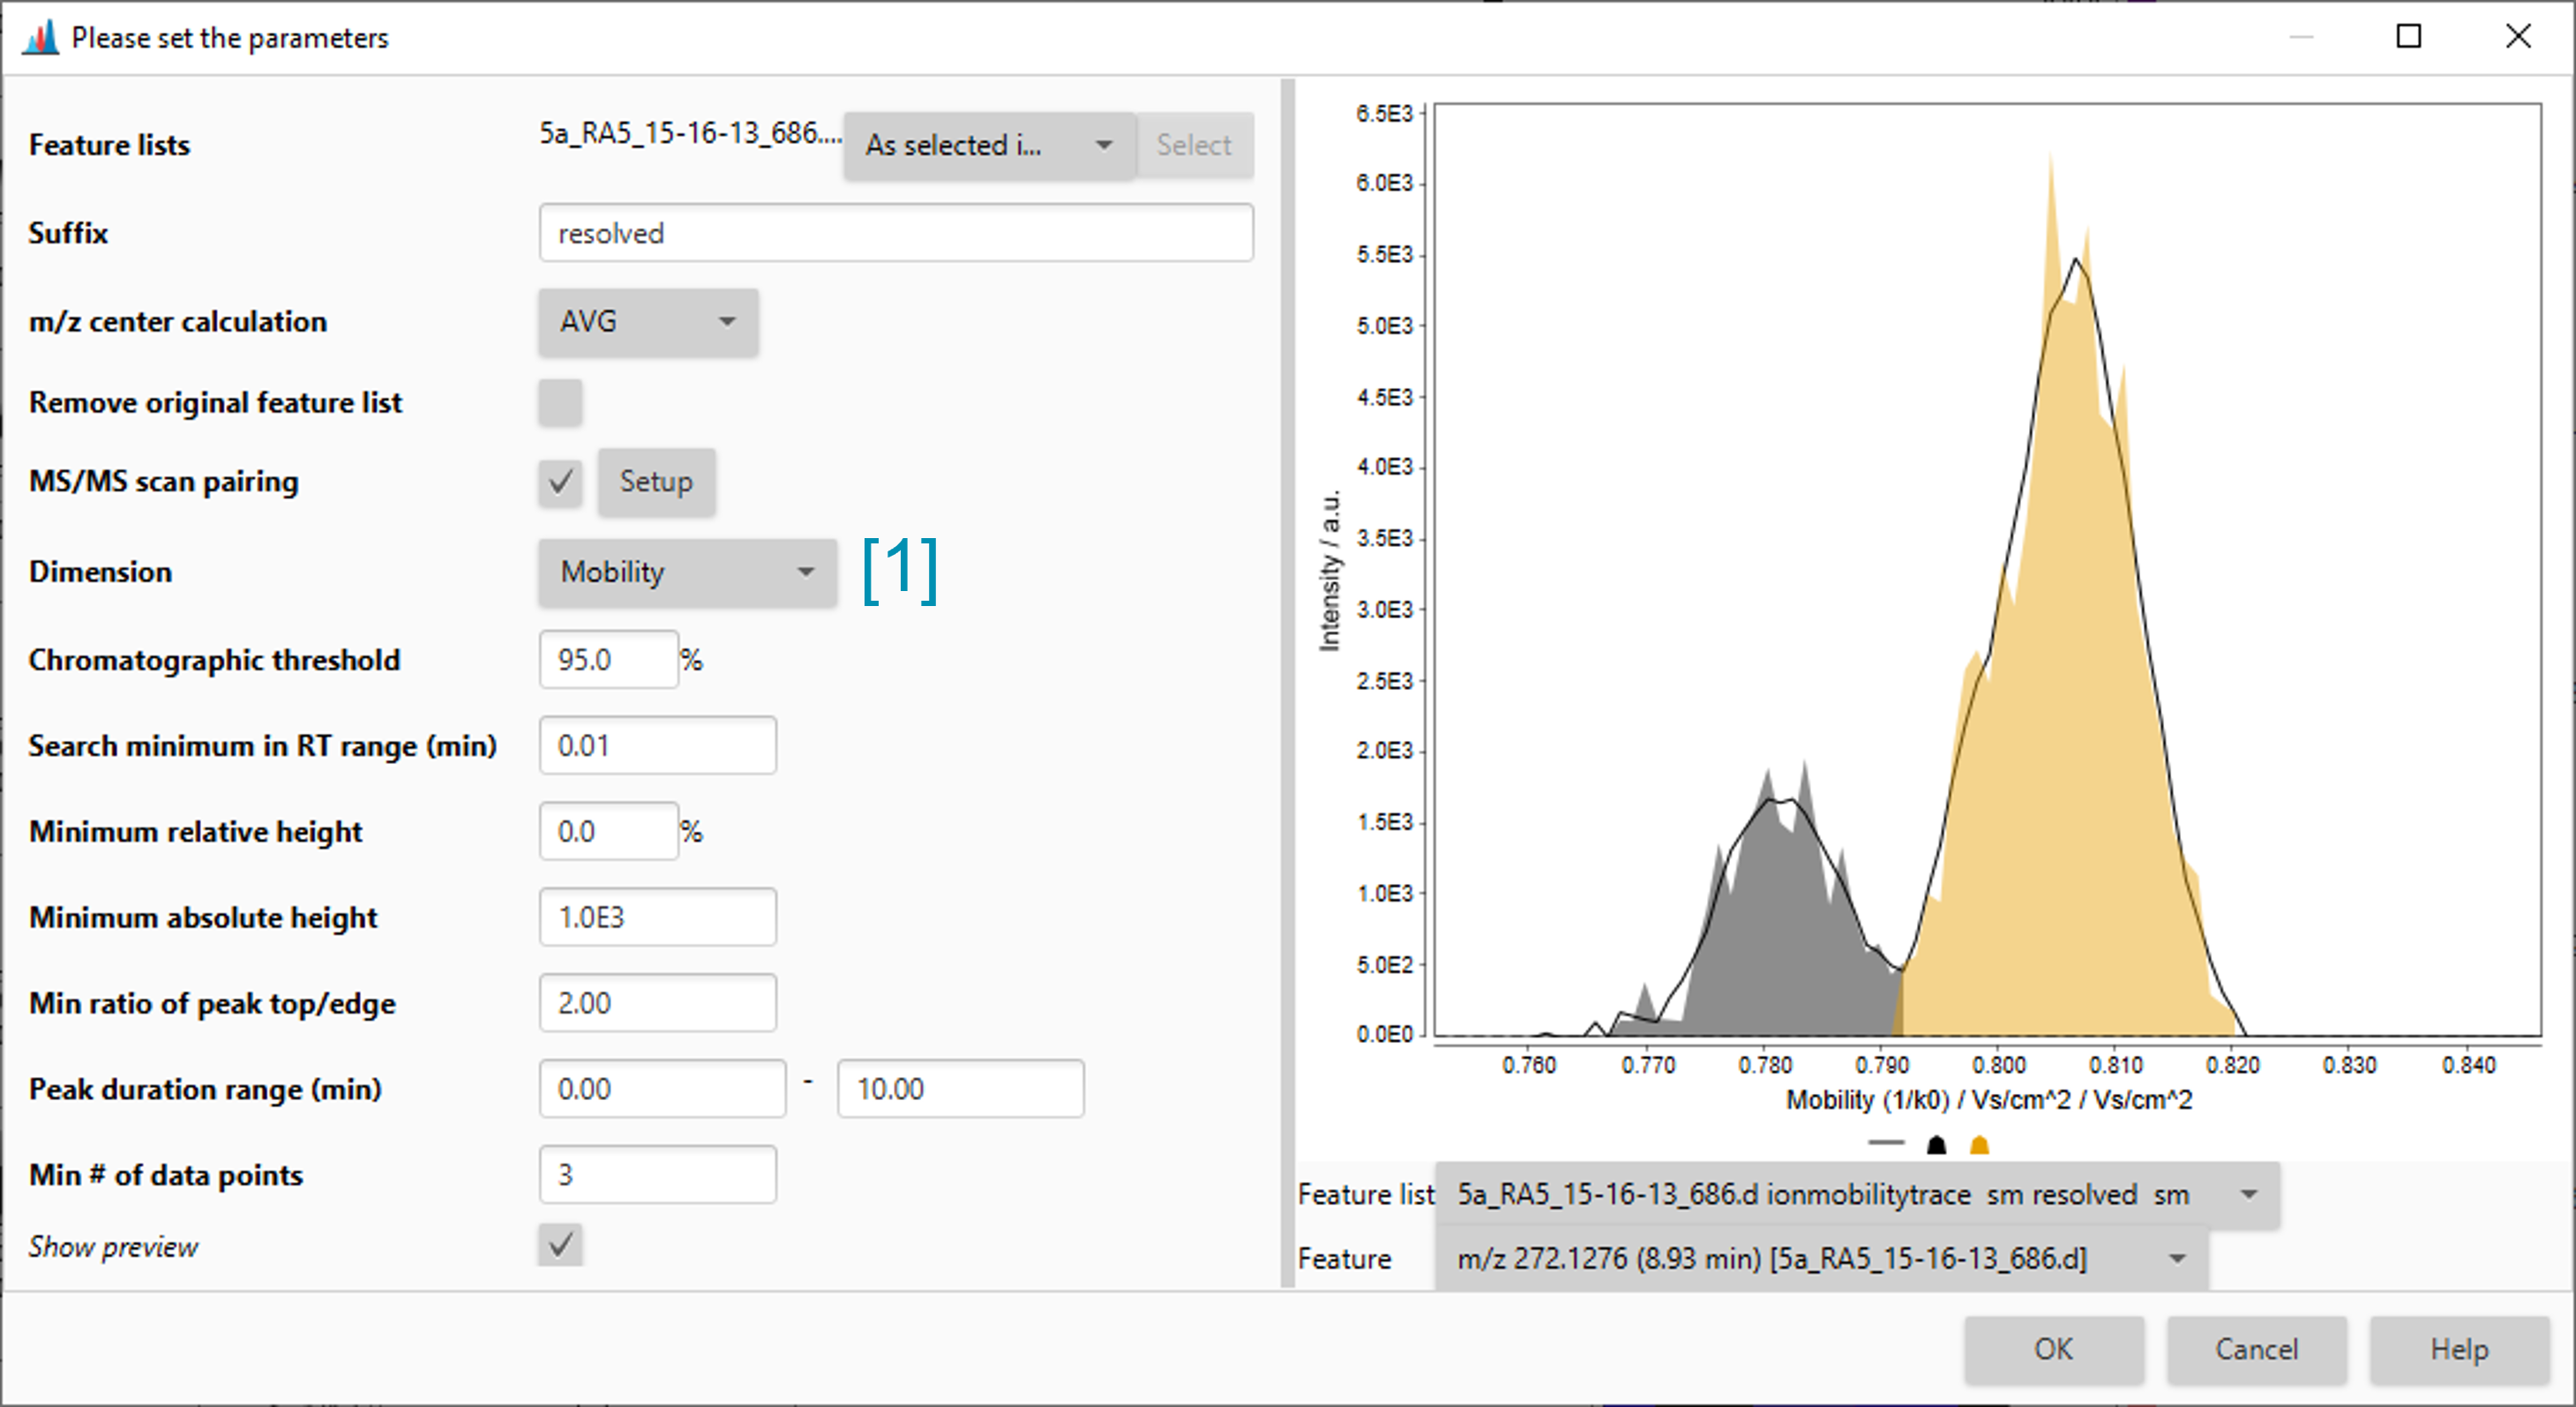 Please set the parameters
Feature lists 5a_RA5_15-16-13_686.... As selected i... Select
Suffix resolved
m/z center calculation AVG
Remove original feature list
MS/MS scan pairing Setup
Dimension Mobility [1]
Chromatographic threshold 95.0 %
Search minimum in RT range (min) 0.01
Minimum relative height 0.0 %
Minimum absolute height 1.0E3
Min ratio of peak top/edge 2.00
Peak duration range (min) 0.00 - 10.00
Min # of data points 3
Show preview
Intensity / a.u.
6.5E3
6.0E3
5.5E3
5.0E3
4.5E3
4.0E3
3.5E3
3.0E3
2.5E3
2.0E3
1.5E3
1.0E3
5.0E2
0.0E0
0.760 0.770 0.780 0.790 0.800 0.810 0.820 0.830 0.840
Mobility (1/k0) / Vs/cm^2 / Vs/cm^2
Feature list 5a_RA5_15-16-13_686.d ionmobilitytrace sm resolved sm
Feature m/z 272.1276 (8.93 min) [5a_RA5_15-16-13_686.d]
OK Cancel Help